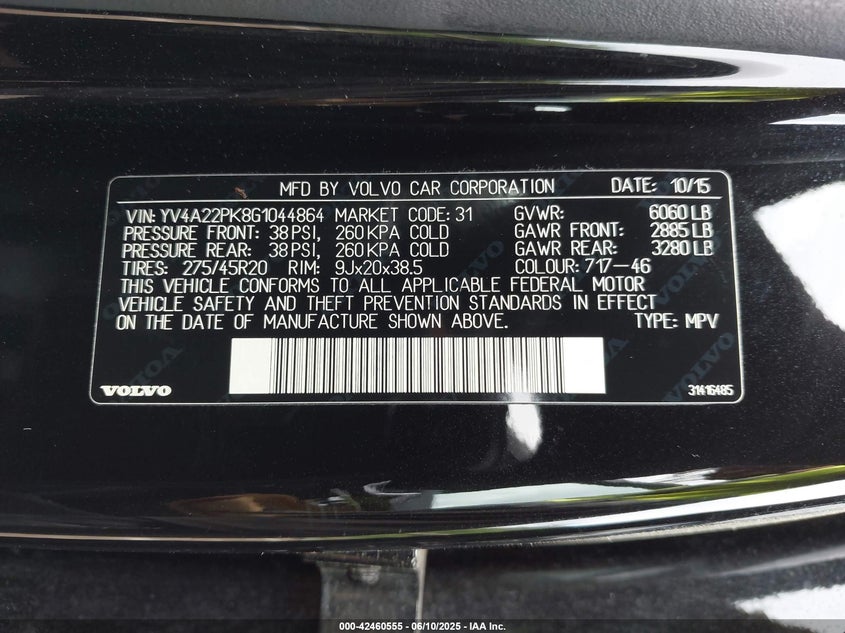 MFD BY VOLVO CAR CORPORATION DATE: 10/15
VIN: YV4A22PK8G1044864 MARKET CODE: 31 GVWR: 6060 LB
PRESSURE FRONT: 38 PSI, 260 KPA COLD GAWR FRONT: 2885 LB
PRESSURE REAR: 38 PSI, 260 KPA COLD GAWR REAR: 3280 LB
TIRES: 275/45R20 RIM: 9Jx20x38.5 COLOUR: 717-46
THIS VEHICLE CONFORMS TO ALL APPLICABLE FEDERAL MOTOR
VEHICLE SAFETY AND THEFT PREVENTION STANDARDS IN EFFECT
ON THE DATE OF MANUFACTURE SHOWN ABOVE. TYPE: MPV
VOLVO 31416485
000-42460555 - 06/10/2025 - IAA Inc.